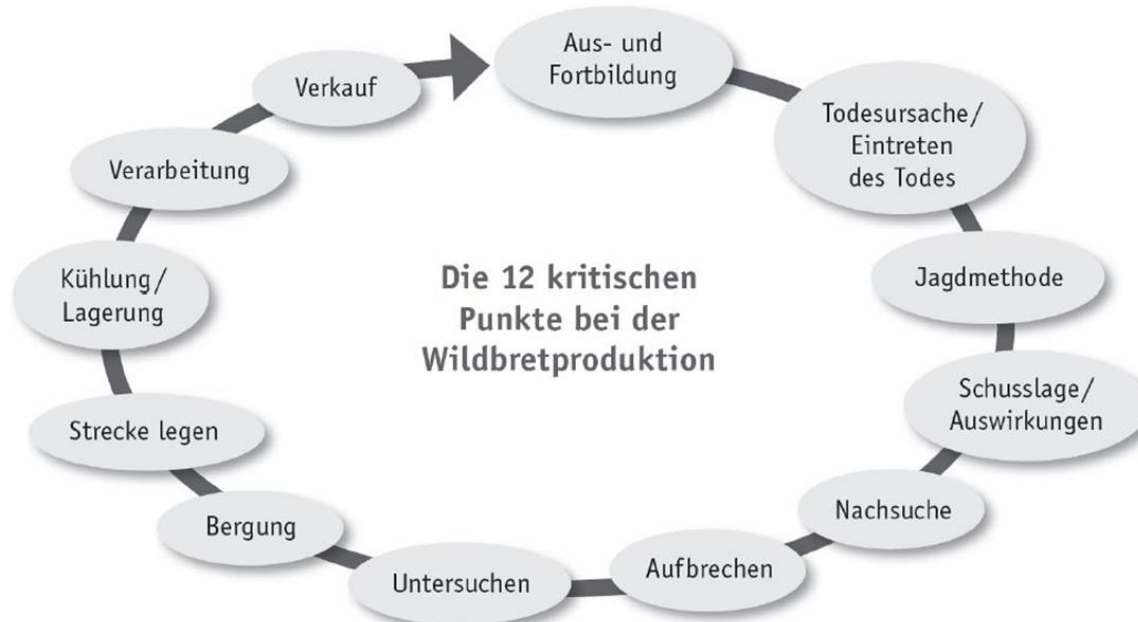 Die 12 kritischen
Punkte bei der
Wildbretproduktion
Aus- und
Fortbildung
Todesursache/
Eintreten
des Todes
Jagdmethode
Schusslage/
Auswirkungen
Nachsuche
Aufbrechen
Untersuchen
Bergung
Strecke legen
Kühlung/
Lagerung
Verarbeitung
Verkauf